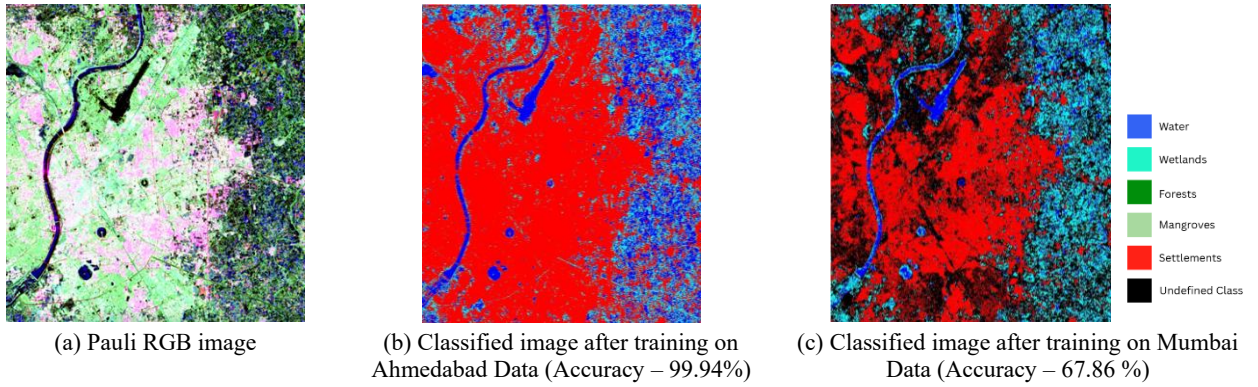 Water
Wetlands
Forests
Mangroves
Settlements
Undefined Class
(a) Pauli RGB image
(b) Classified image after training on
Ahmedabad Data (Accuracy – 99.94%)
(c) Classified image after training on Mumbai
Data (Accuracy – 67.86 %)